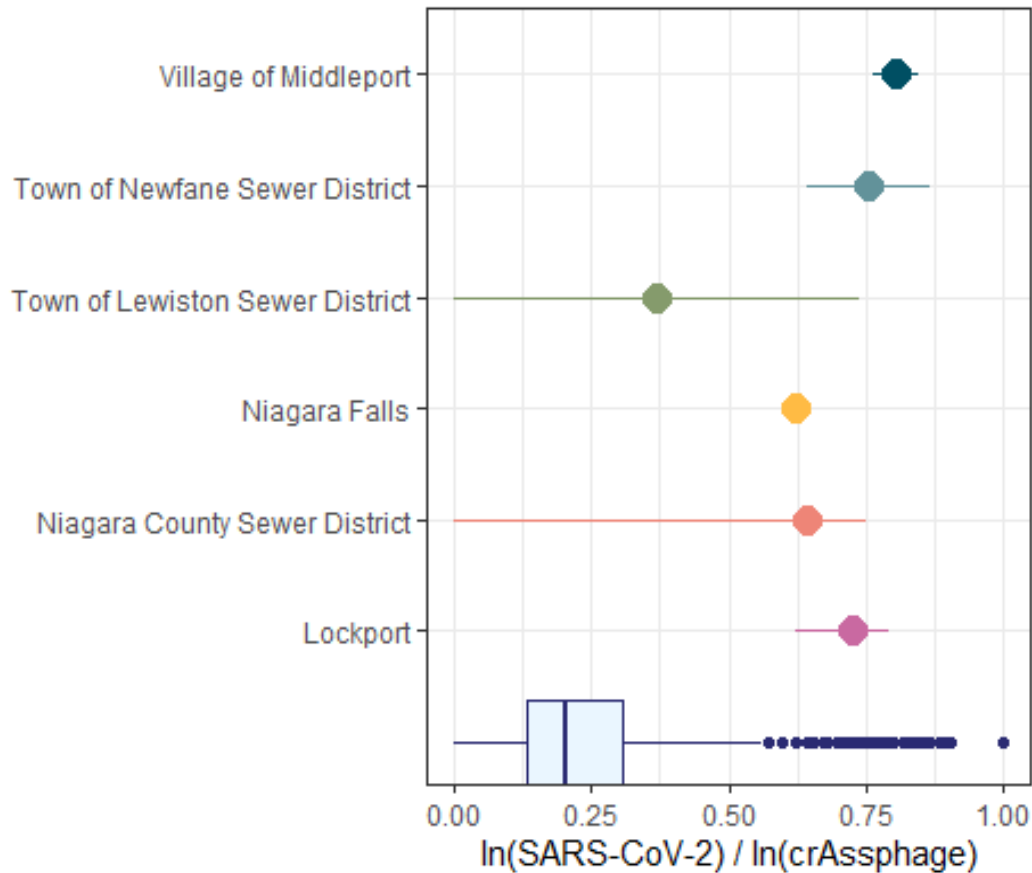 Village of Middleport
Town of Newfane Sewer District
Town of Lewiston Sewer District
Niagara Falls
Niagara County Sewer District
Lockport
0.00 0.25 0.50 0.75 1.00
ln(SARS-CoV-2) / ln(crAssphage)